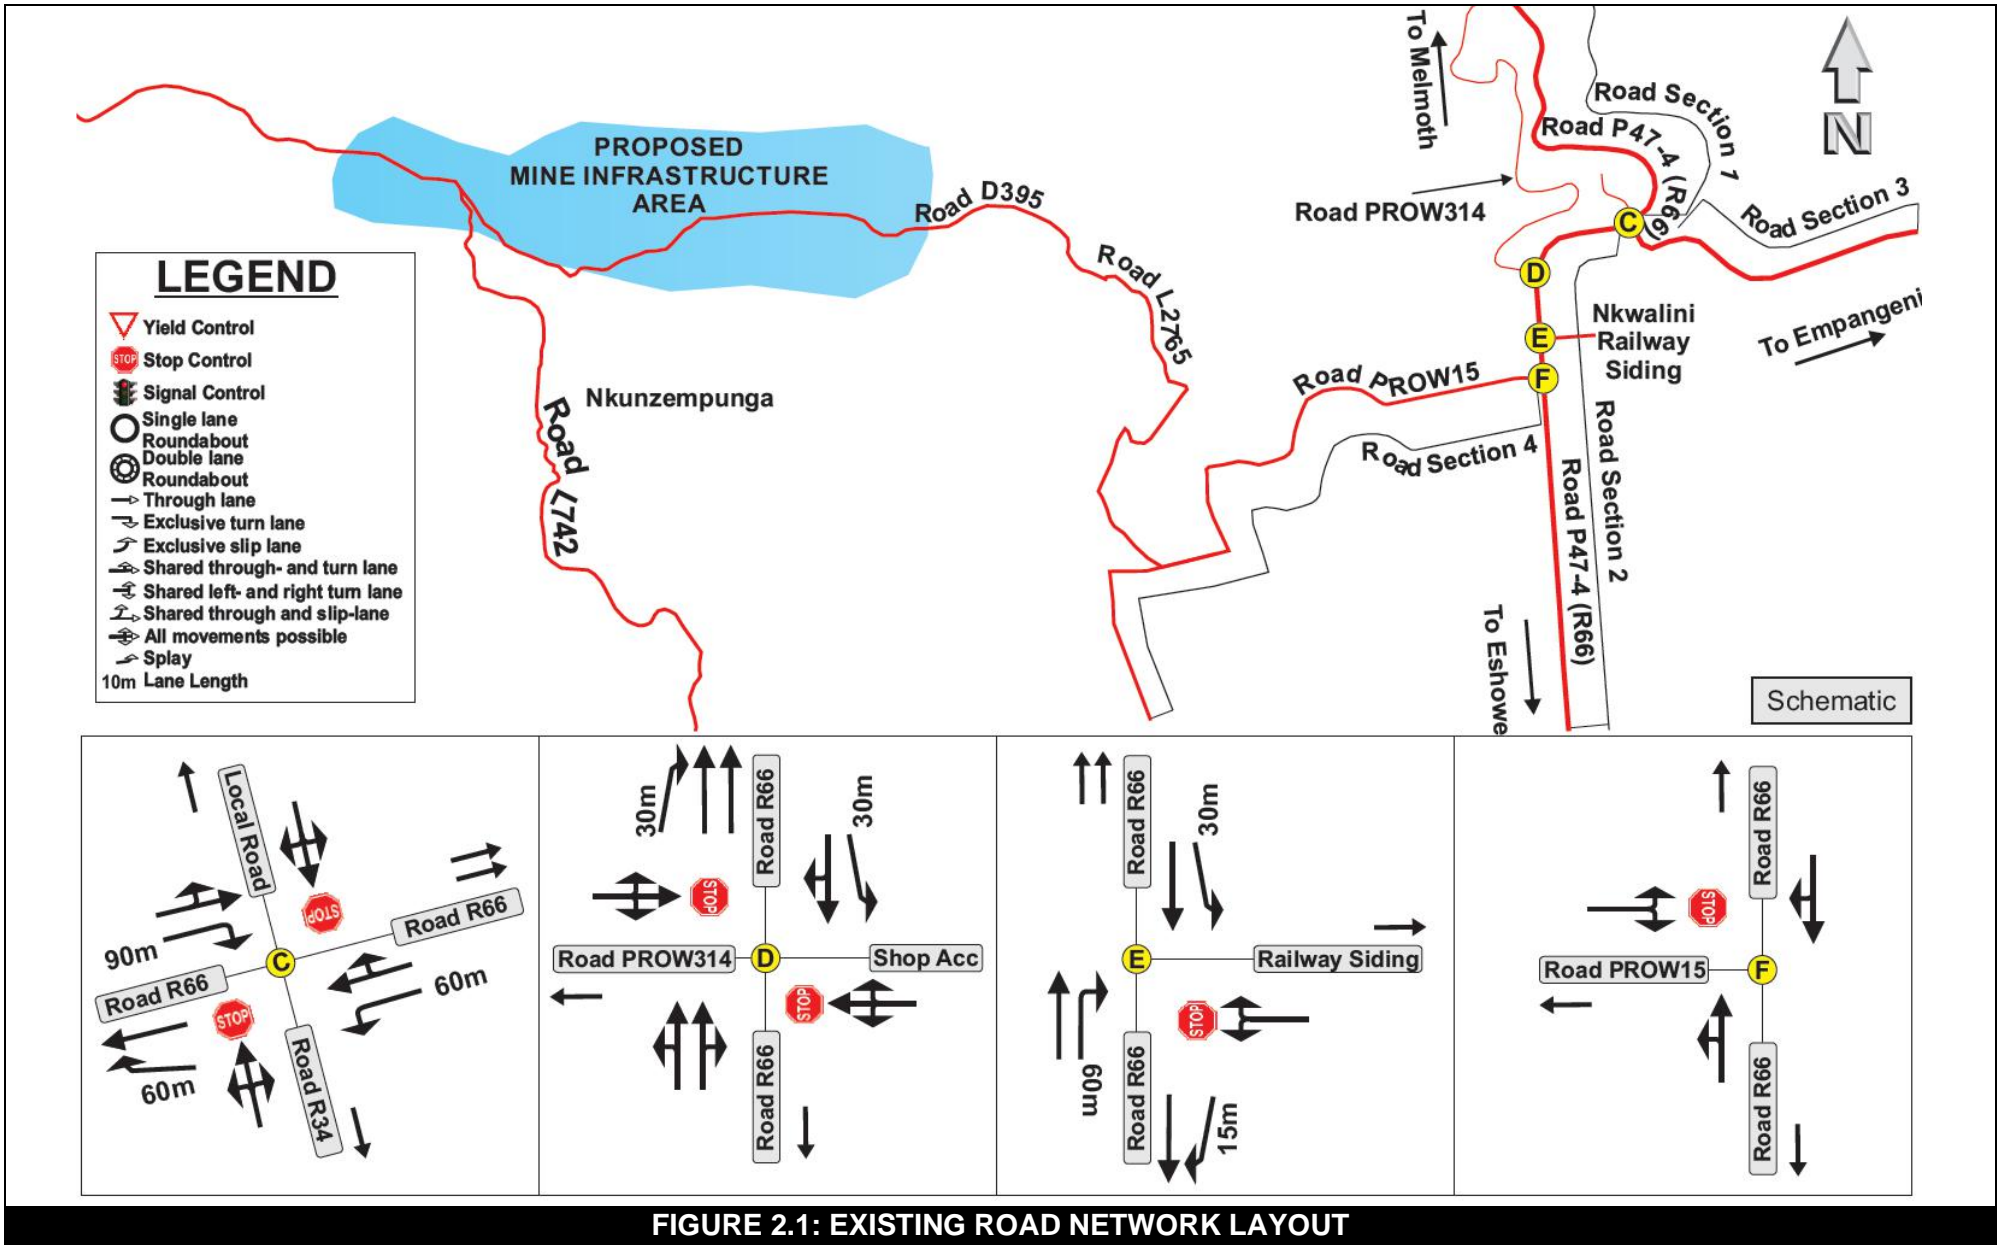 To Melmoth
Road Section 1
Road P47-4 (R66)
N
PROPOSED
MINE INFRASTRUCTURE
AREA
Road D395
Road PROW314
C
Road Section 3
Road L2765
D
To Empangeni
E
Nkwalini
Railway
Siding
F
Road PROW15
Road Section 4
Road Section 2
Road P47-4 (R66)
Nkunzempunga
Road L742
To Eshowe
Schematic
LEGEND
Yield Control
STOP
Stop Control
Signal Control
Single lane
Roundabout
Double lane
Roundabout
Through lane
Exclusive turn lane
Exclusive slip lane
Shared through- and turn lane
Shared left- and right turn lane
Shared through and slip-lane
All movements possible
Splay
10m Lane Length
Local Road
STOP
Road R66
90m
C
60m
Road R66
STOP
60m
Road R34
30m
Road R66
30m
STOP
Road PROW314
D
Shop Acc
STOP
Road R66
Road R66
30m
E
Railway Siding
STOP
60m
Road R66
15m
Road R66
STOP
Road PROW15
F
Road R66
FIGURE 2.1: EXISTING ROAD NETWORK LAYOUT